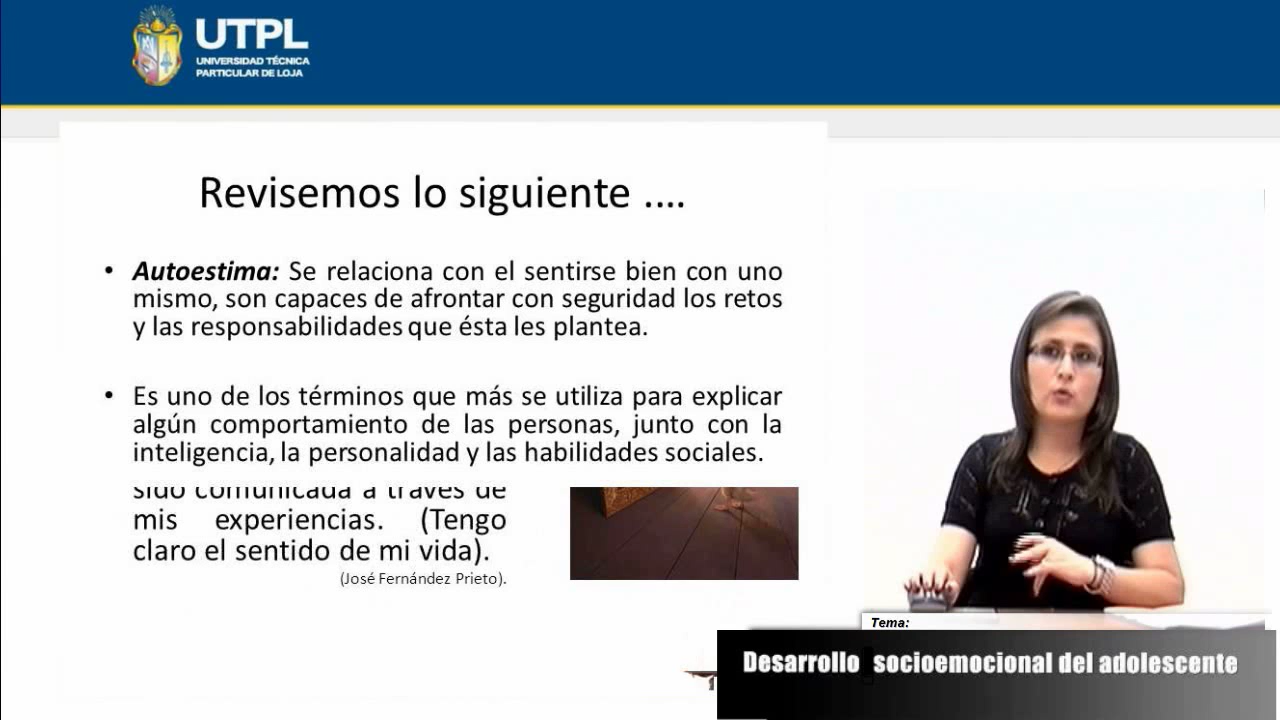 UTPL
UNIVERSIDAD TÉCNICA
PARTICULAR DE LOJA
Revisemos lo siguiente ....
• Autoestima: Se relaciona con el sentirse bien con uno
mismo, son capaces de afrontar con seguridad los retos
y las responsabilidades que ésta les plantea.
• Es uno de los términos que más se utiliza para explicar
algún comportamiento de las personas, junto con la
inteligencia, la personalidad y las habilidades sociales.
sido comunicada a través de
mis experiencias. (Tengo
claro el sentido de mi vida).
(José Fernández Prieto).
Tema:
Desarrollo socioemocional del adolescente